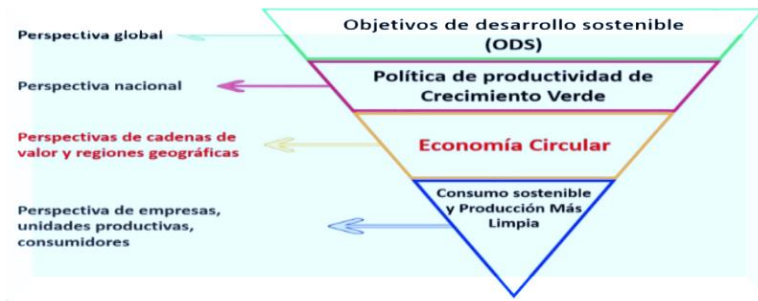 Perspectiva global
Objetivos de desarrollo sostenible
(ODS)
Perspectiva nacional
Política de productividad de
Crecimiento Verde
Perspectivas de cadenas de
valor y regiones geográficas
Economía Circular
Perspectiva de empresas,
unidades productivas,
consumidores
Consumo sostenible
y Producción Más
Limpia